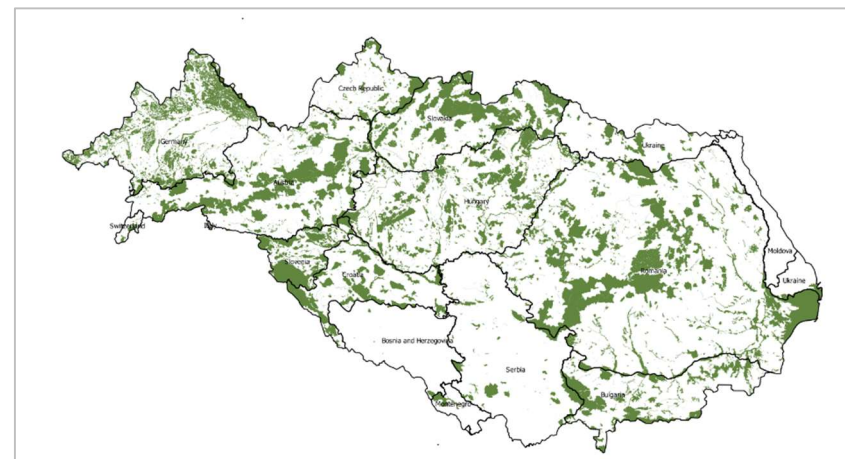 Czech Republic
Slovakia
Germany
Ukraine
Austria
Hungary
Switzerland
Moldova
Slovenia
Croatia
Romania
Ukraine
Bosnia and Herzegovina
Serbia
Bulgaria
Montenegro